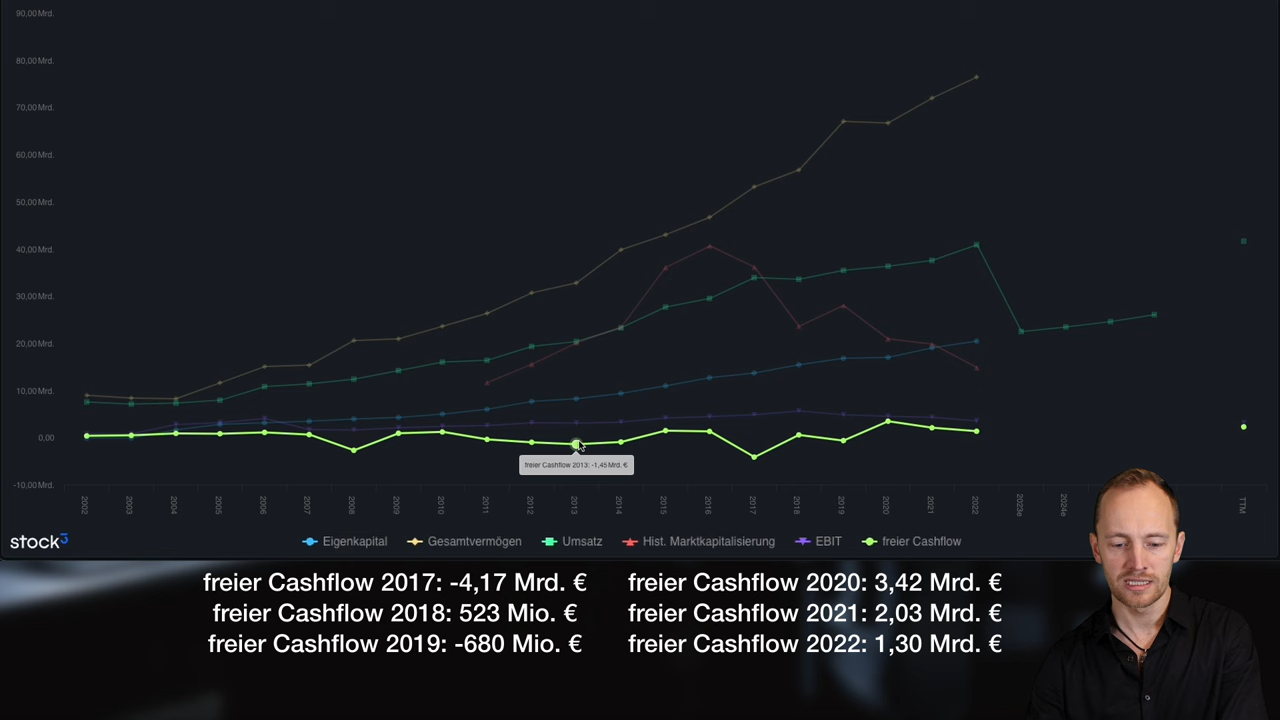 90,00 Mrd.
80,00 Mrd.
70,00 Mrd.
60,00 Mrd.
50,00 Mrd.
40,00 Mrd.
30,00 Mrd.
20,00 Mrd.
10,00 Mrd.
0,00
-10,00 Mrd.
freier Cashflow 2013: -1,45 Mrd. €
2002 2003 2004 2005 2006 2007 2008 2009 2010 2011 2012 2013 2014 2015 2016 2017 2018 2019 2020 2021 2022 2023e 2024e TTM
stock3
Eigenkapital Gesamtvermögen Umsatz Hist. Marktkapitalisierung EBIT freier Cashflow
freier Cashflow 2017: -4,17 Mrd. €
freier Cashflow 2018: 523 Mio. €
freier Cashflow 2019: -680 Mio. €
freier Cashflow 2020: 3,42 Mrd. €
freier Cashflow 2021: 2,03 Mrd. €
freier Cashflow 2022: 1,30 Mrd. €